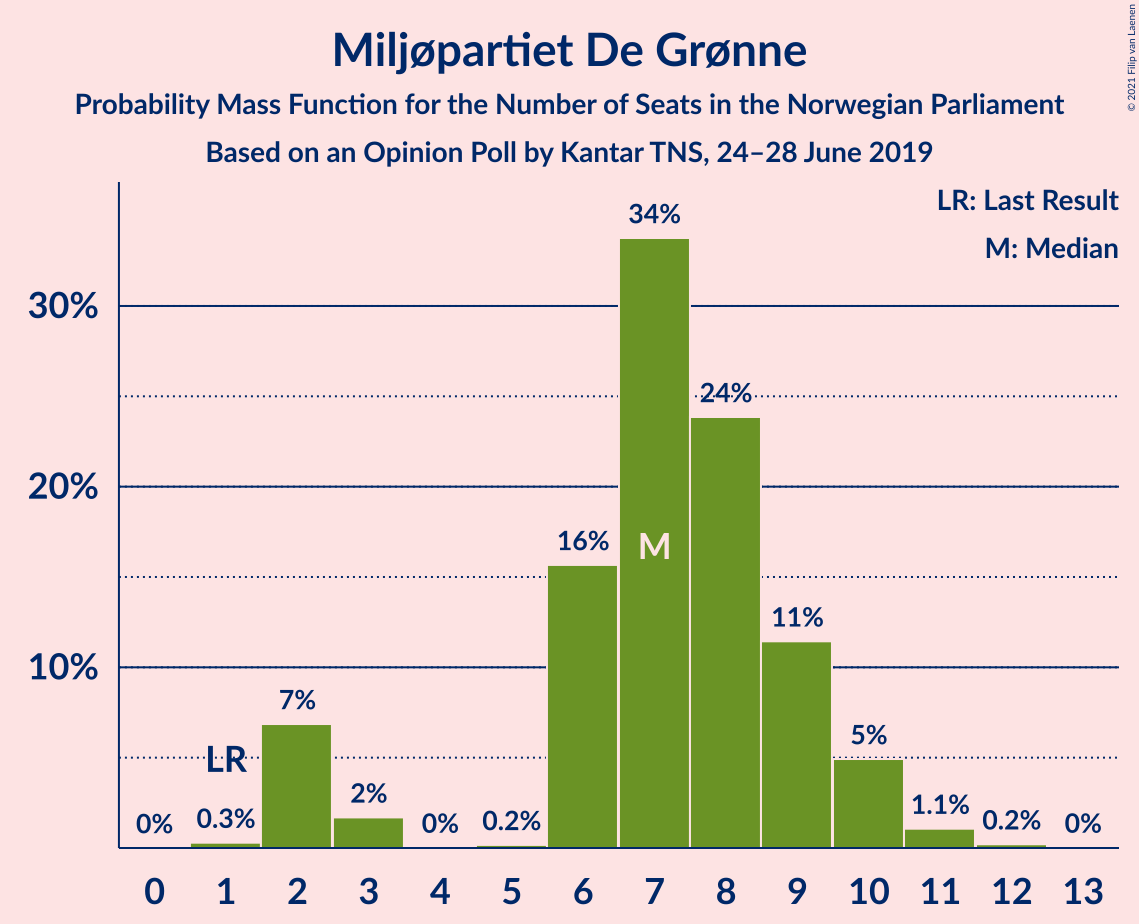 Miljøpartiet De Grønne
Probability Mass Function for the Number of Seats in the Norwegian Parliament
Based on an Opinion Poll by Kantar TNS, 24–28 June 2019
© 2021 Filip van Laenen
LR: Last Result
M: Median
30%
20%
10%
0%
0.3%
LR
7%
2%
0%
0.2%
16%
34%
M
24%
11%
5%
1.1%
0.2%
0%
0 1 2 3 4 5 6 7 8 9 10 11 12 13